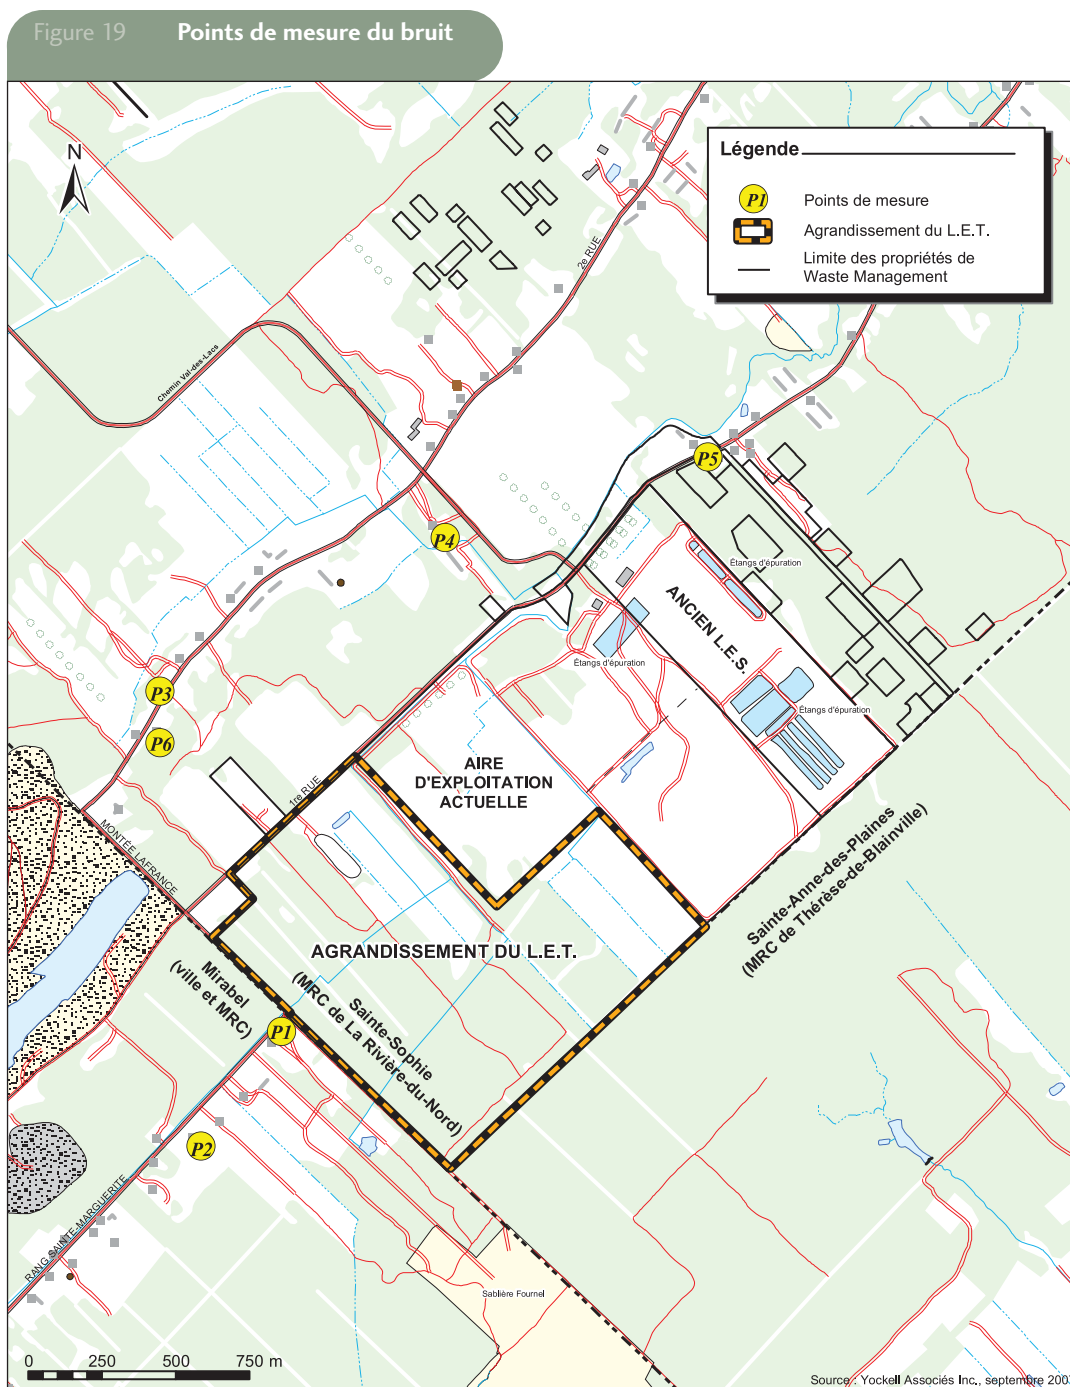 Figure 19 Points de mesure du bruit
N
Légende
P1 Points de mesure
Agrandissement du L.E.T.
Limite des propriétés de
Waste Management
2e RUE
Chemin Val-des-Lacs
P5
P4
Étangs d'épuration
ANCIEN L.E.S.
Étangs d'épuration
P3
Étangs d'épuration
P6
AIRE
D'EXPLOITATION
ACTUELLE
1re RUE
MONTÉE LAFRANCE
Sainte-Anne-des-Plaines
(MRC de Thérèse-de-Blainville)
AGRANDISSEMENT DU L.E.T.
Mirabel
(ville et MRC)
Sainte-Sophie
(MRC de La Rivière-du-Nord)
P1
P2
RANG SAINTE-MARGUERITE
Sablière Fournel
0 250 500 750 m
Source : Yockell Associés Inc., septembre